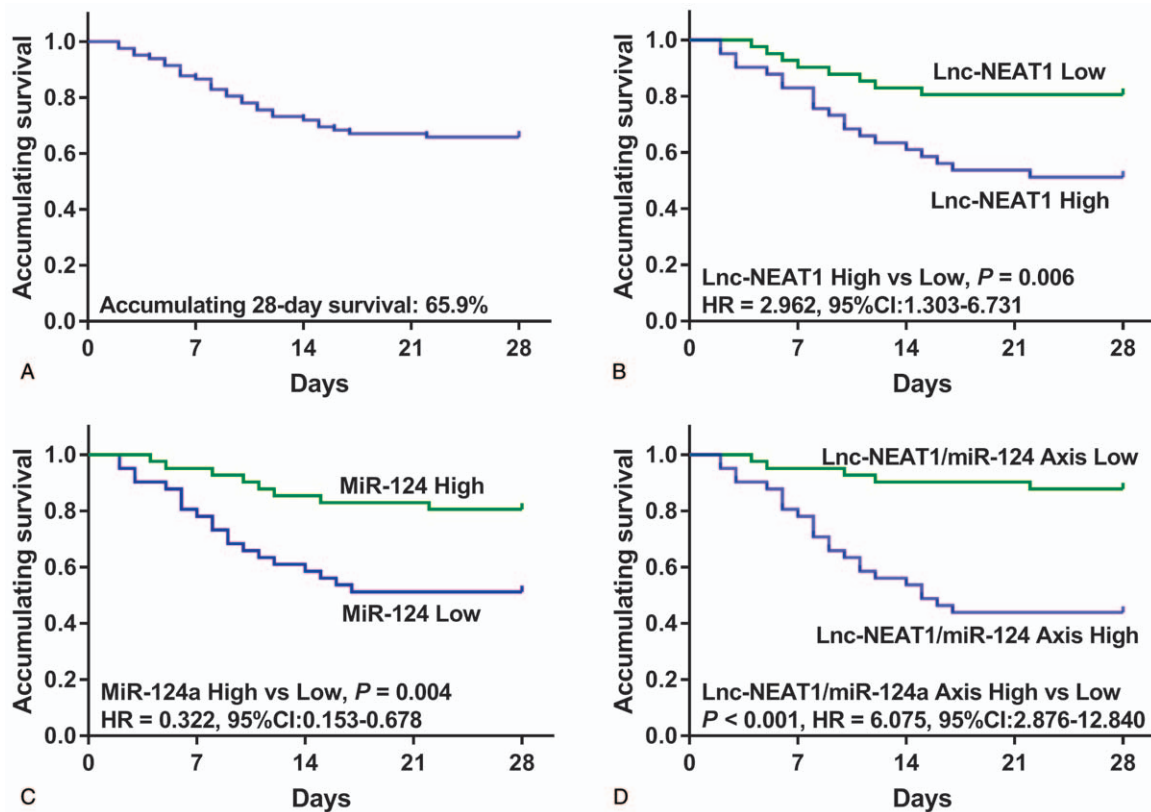 Accumulating survival
1.0
0.8
0.6
0.4
0.2
0.0
Accumulating 28-day survival: 65.9%
0 7 14 21 28
Days
A
Accumulating survival
1.0
0.8
0.6
0.4
0.2
0.0
Lnc-NEAT1 Low
Lnc-NEAT1 High
Lnc-NEAT1 High vs Low, P = 0.006
HR = 2.962, 95%CI:1.303-6.731
0 7 14 21 28
Days
B
Accumulating survival
1.0
0.8
0.6
0.4
0.2
0.0
MiR-124 High
MiR-124 Low
MiR-124a High vs Low, P = 0.004
HR = 0.322, 95%CI:0.153-0.678
0 7 14 21 28
Days
C
Accumulating survival
1.0
0.8
0.6
0.4
0.2
0.0
Lnc-NEAT1/miR-124 Axis Low
Lnc-NEAT1/miR-124 Axis High
Lnc-NEAT1/miR-124a Axis High vs Low
P < 0.001, HR = 6.075, 95%CI:2.876-12.840
0 7 14 21 28
Days
D